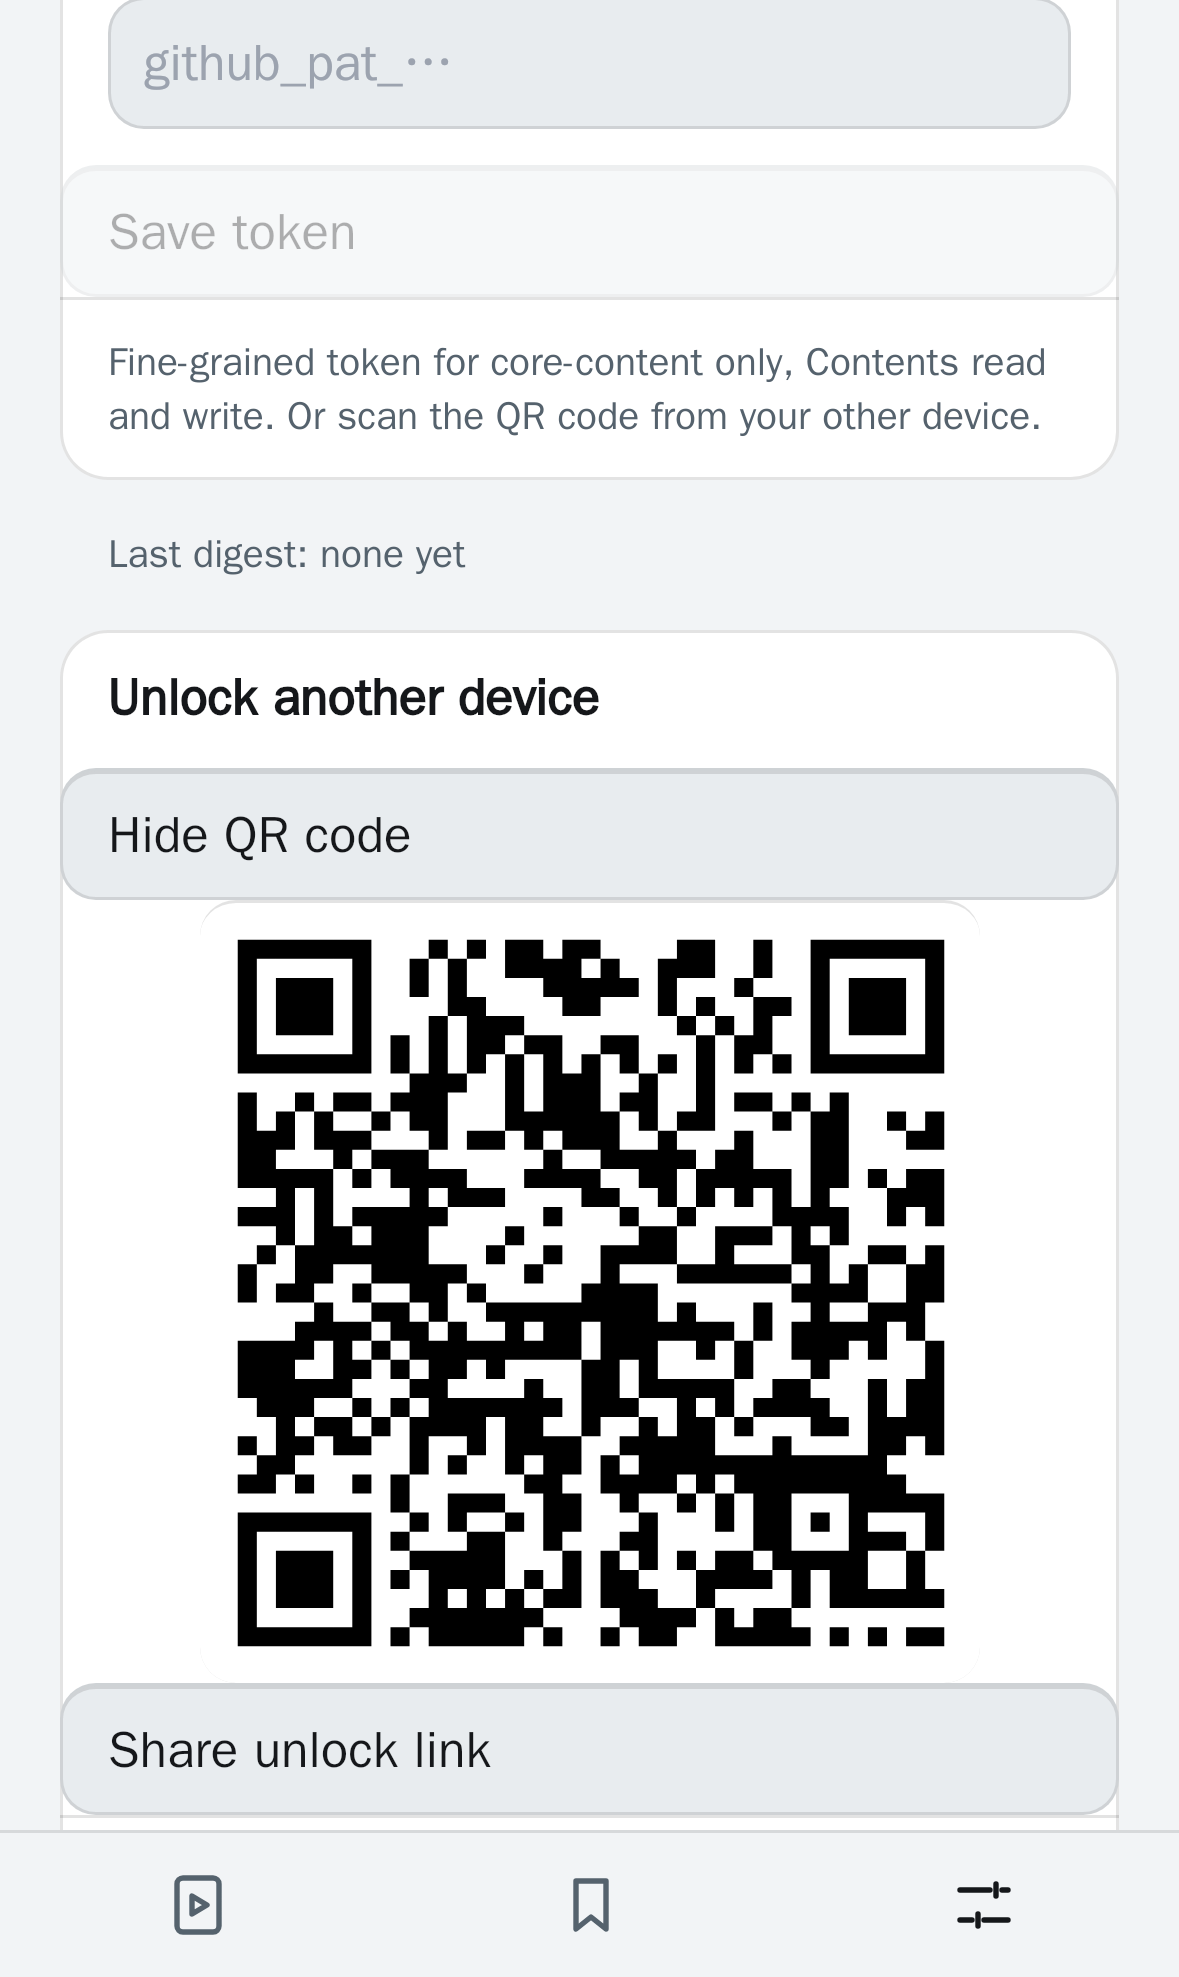 github_pat_…
Save token
Fine-grained token for core-content only, Contents read
and write. Or scan the QR code from your other device.
Last digest: none yet
Unlock another device
Hide QR code
Share unlock link